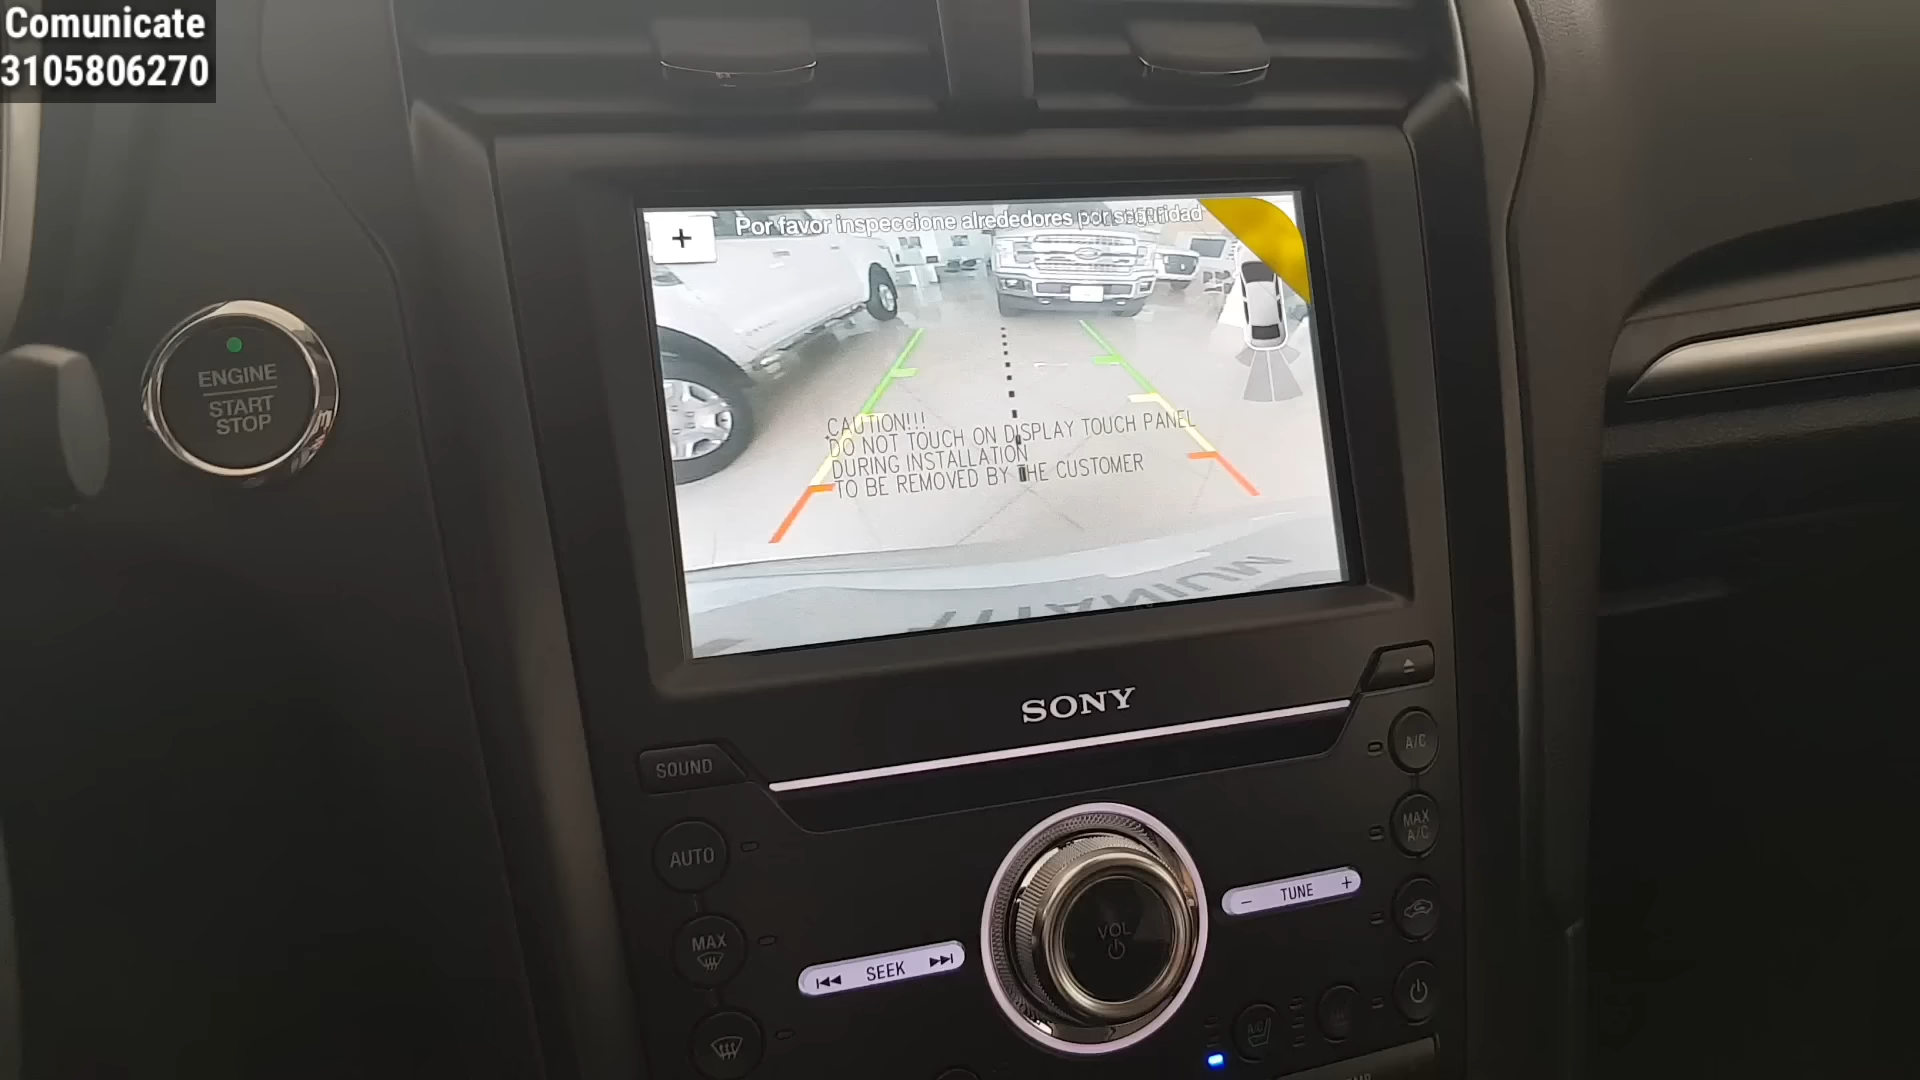 Comunicate
3105806270
+
Por favor inspeccione alrededores por seguridad
CAUTION!!!
DO NOT TOUCH ON DISPLAY TOUCH PANEL
DURING INSTALLATION
TO BE REMOVED BY THE CUSTOMER
TITANIUM
ENGINE
START
STOP
SONY
SOUND
A/C
AUTO
MAX
A/C
- TUNE +
VOL
MAX
SEEK
A/C